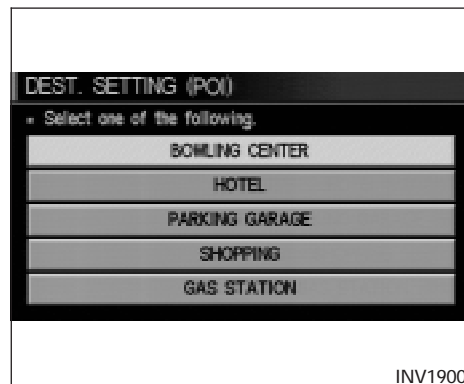 DEST. SETTING (POI)
Select one of the following.
BOWLING CENTER
HOTEL
PARKING GARAGE
SHOPPING
GAS STATION
INV1900